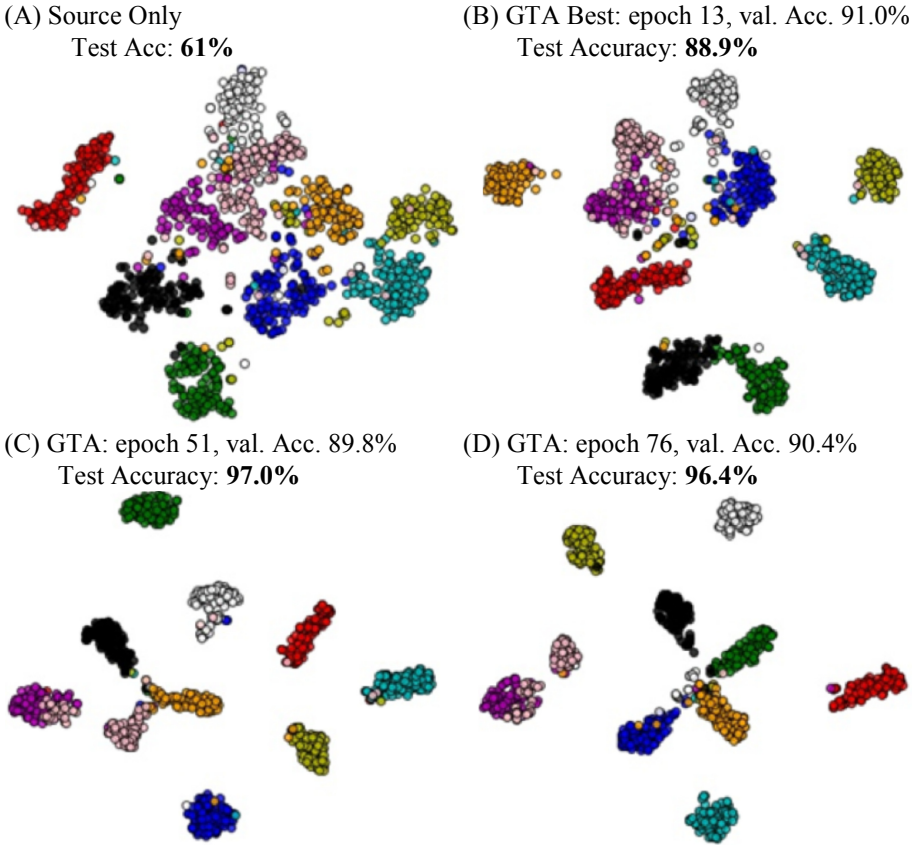 (A) Source Only
Test Acc: 61%
(B) GTA Best: epoch 13, val. Acc. 91.0%
Test Accuracy: 88.9%
(C) GTA: epoch 51, val. Acc. 89.8%
Test Accuracy: 97.0%
(D) GTA: epoch 76, val. Acc. 90.4%
Test Accuracy: 96.4%